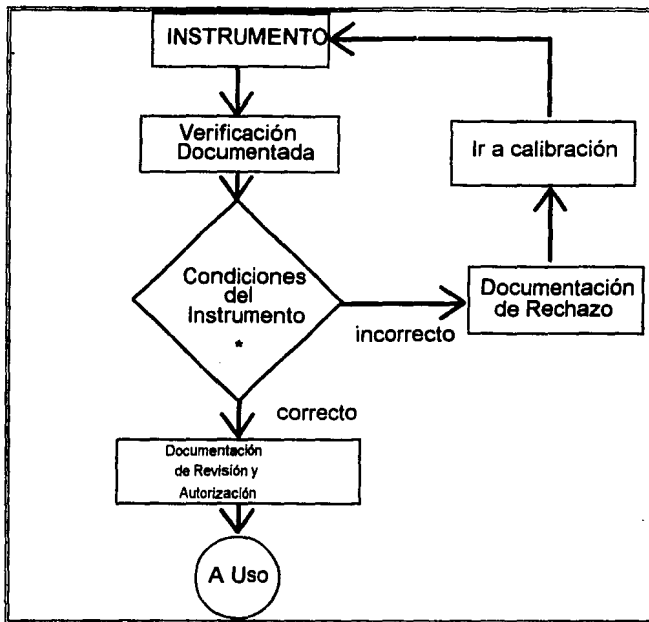 INSTRUMENTO
Verificación
Documentada
Ir a calibración
Condiciones
del
Instrumento
*
incorrecto
Documentación
de Rechazo
correcto
Documentación
de Revisión y
Autorización
A Uso